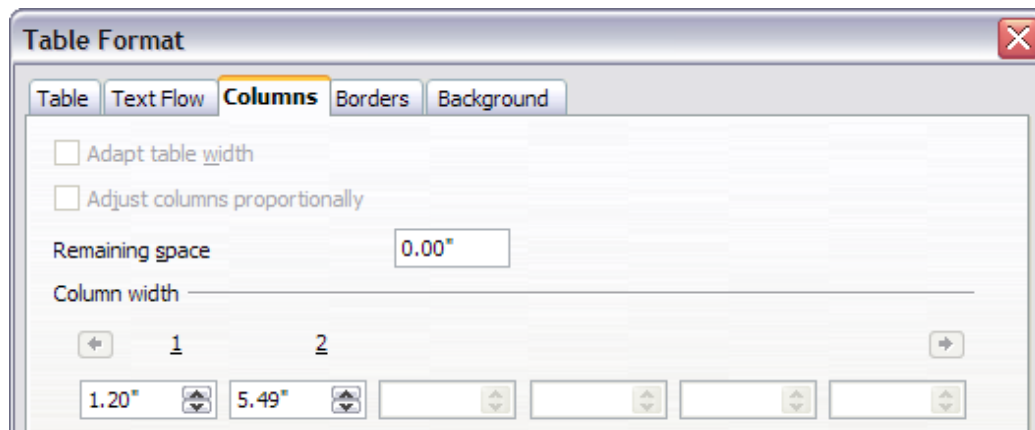 Table Format
Table Text Flow Columns Borders Background
Adapt table width
Adjust columns proportionally
Remaining space 0.00"
Column width
1 2
1.20" 5.49"